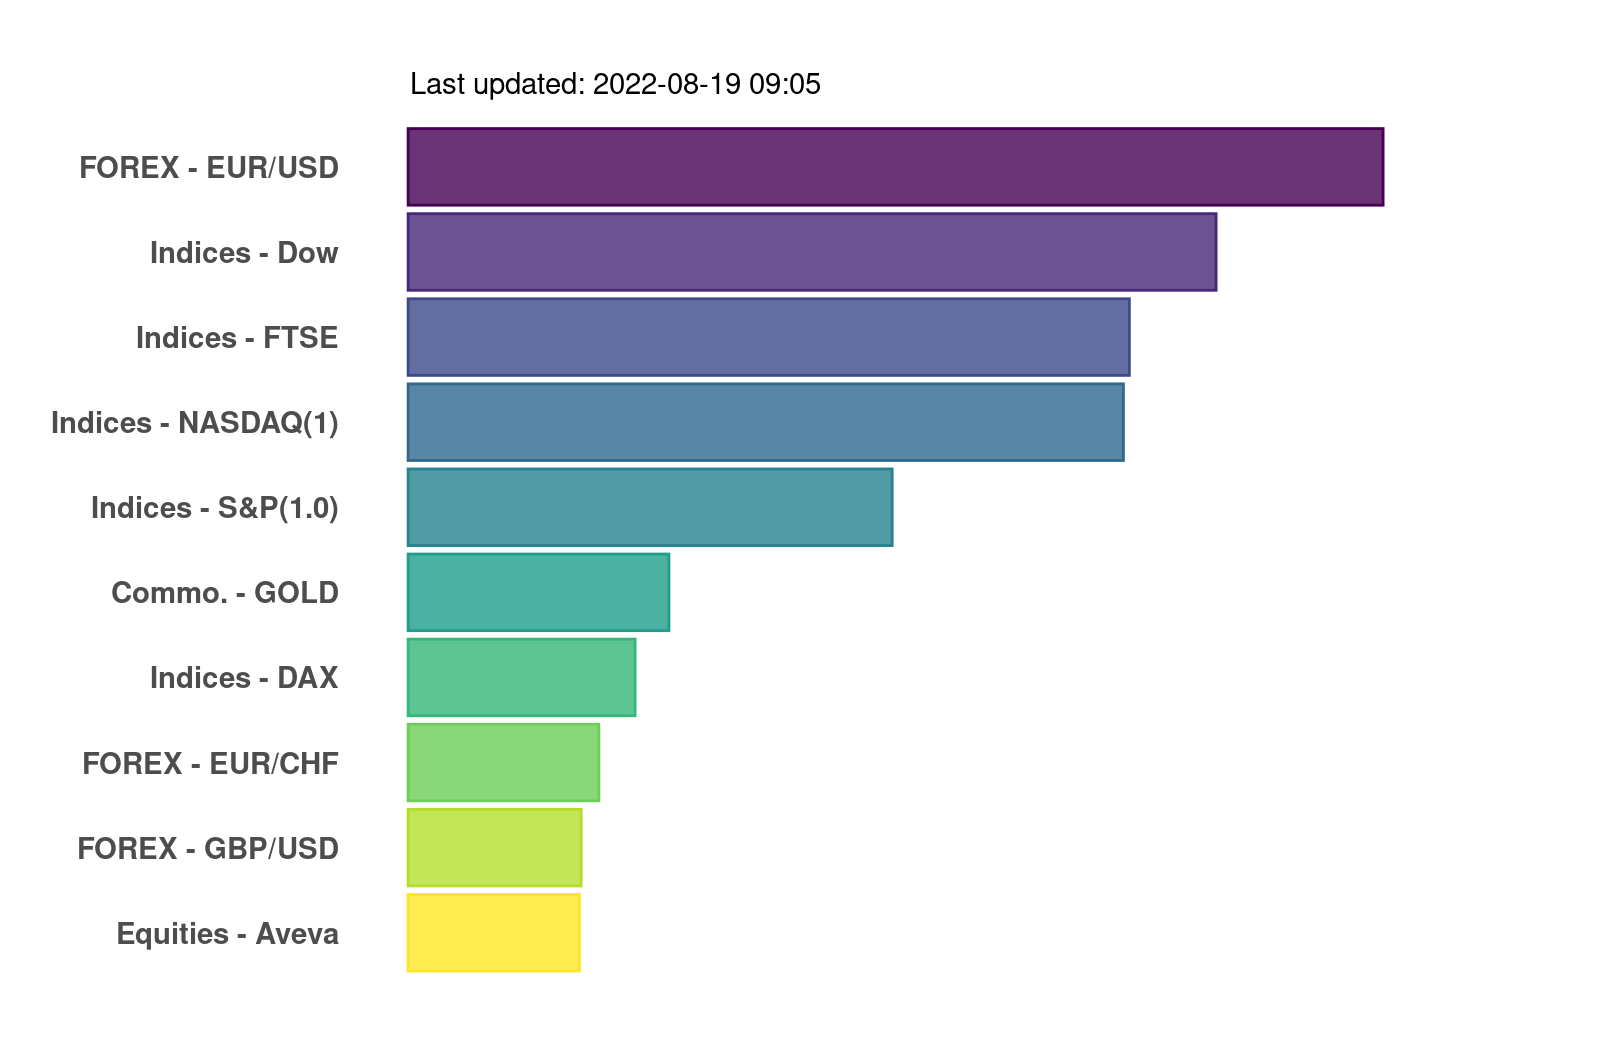 Last updated: 2022-08-19 09:05
FOREX - EUR/USD
Indices - Dow
Indices - FTSE
Indices - NASDAQ(1)
Indices - S&P(1.0)
Commo. - GOLD
Indices - DAX
FOREX - EUR/CHF
FOREX - GBP/USD
Equities - Aveva